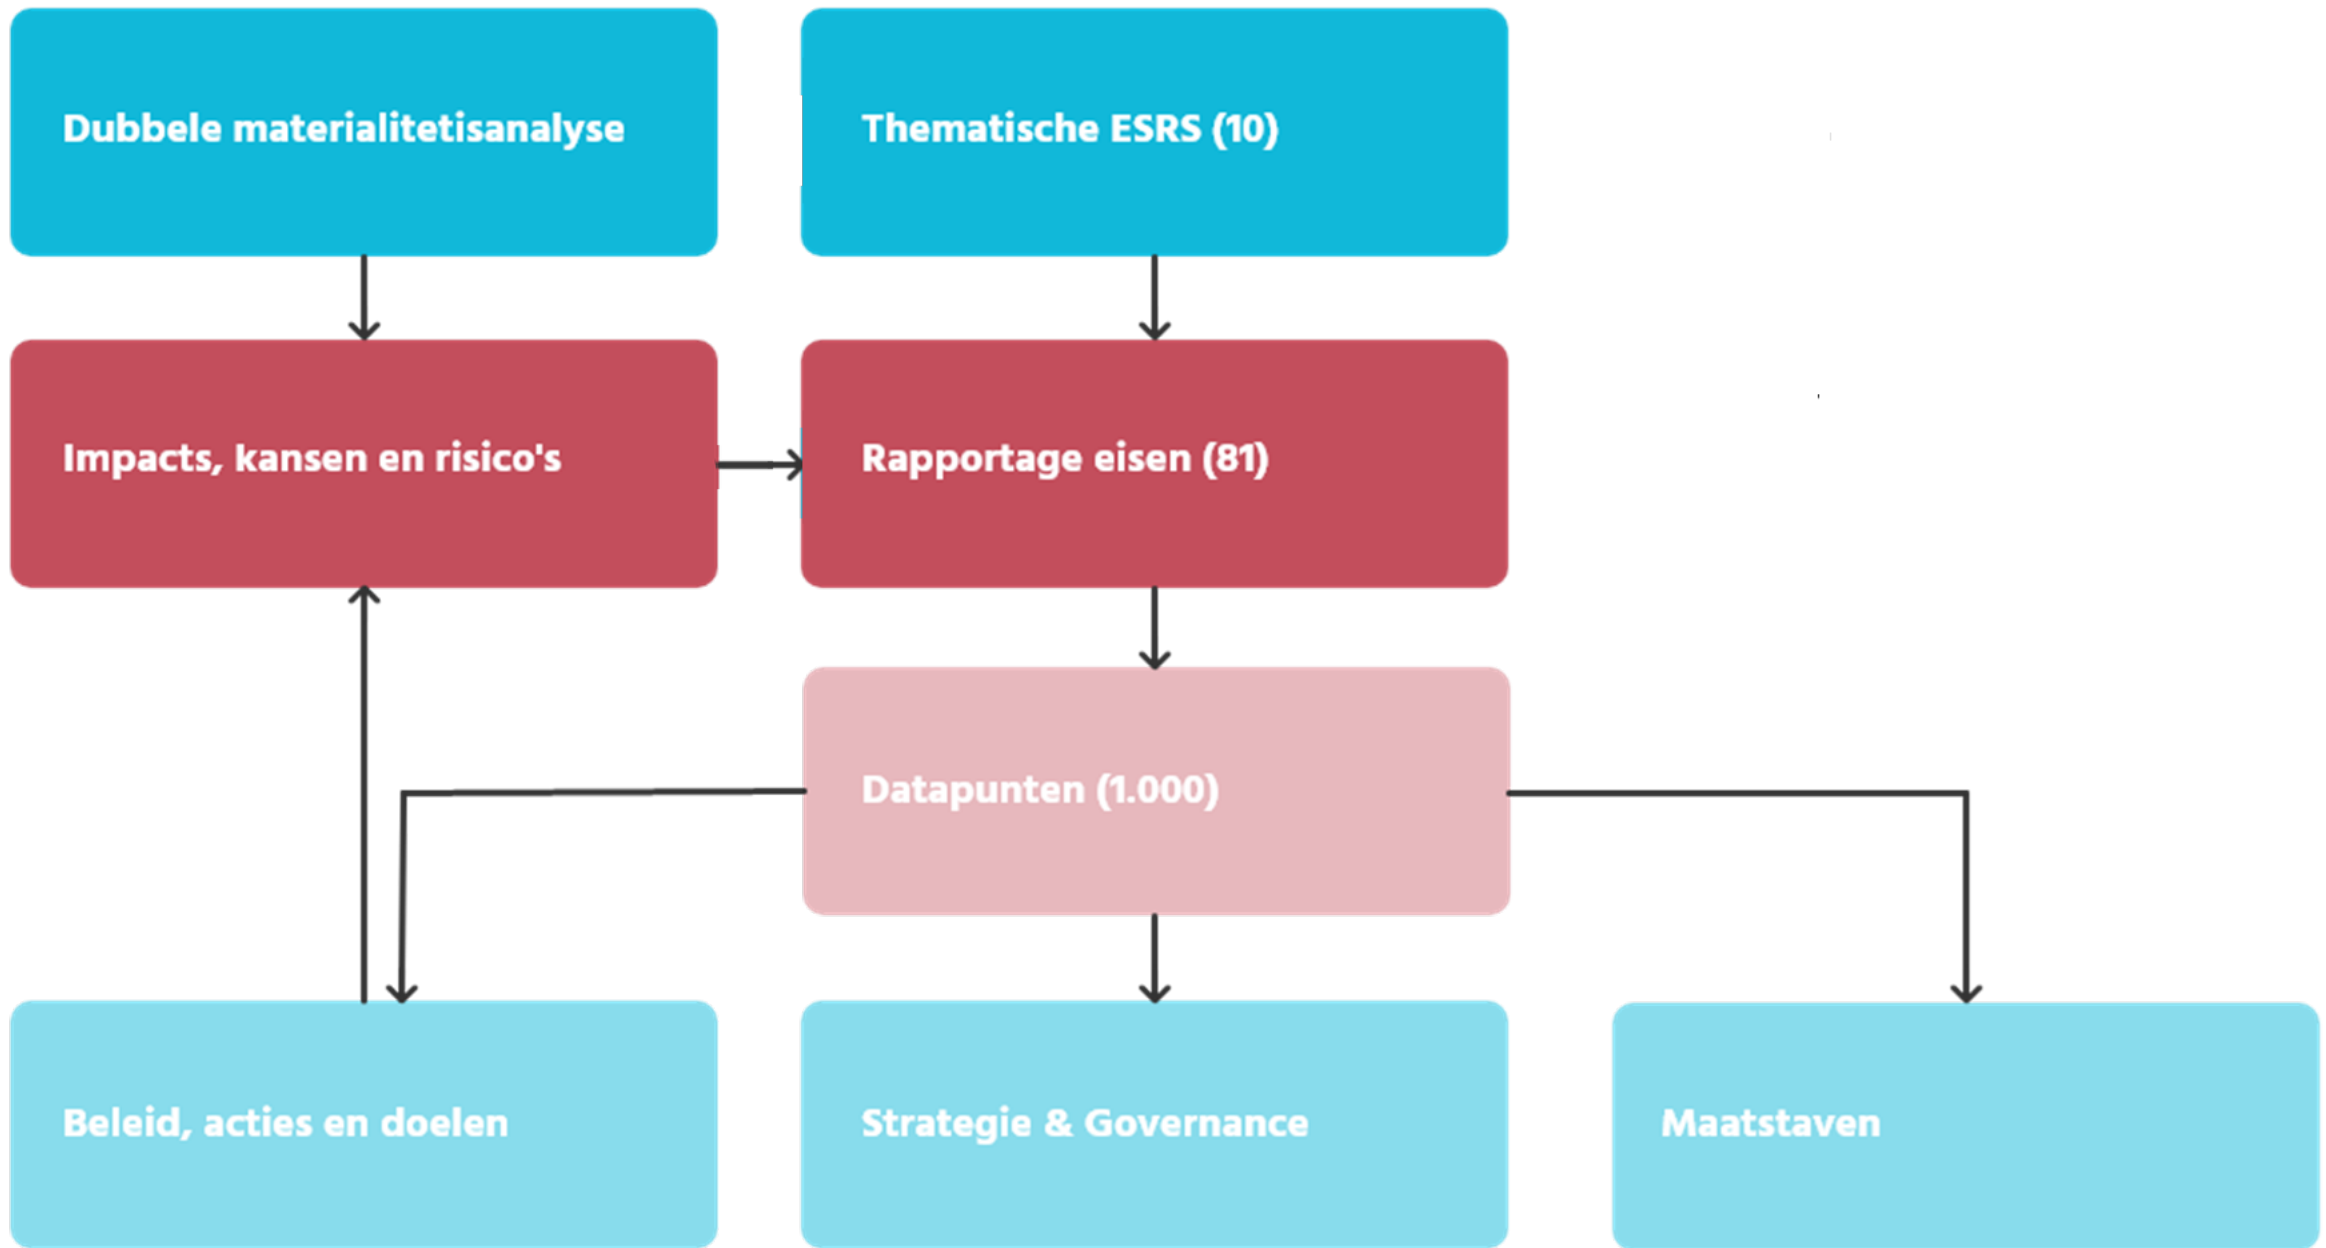 Dubbele materialitetisanalyse
Thematische ESRS (10)
Impacts, kansen en risico's
Rapportage eisen (81)
Datapunten (1.000)
Beleid, acties en doelen
Strategie & Governance
Maatstaven